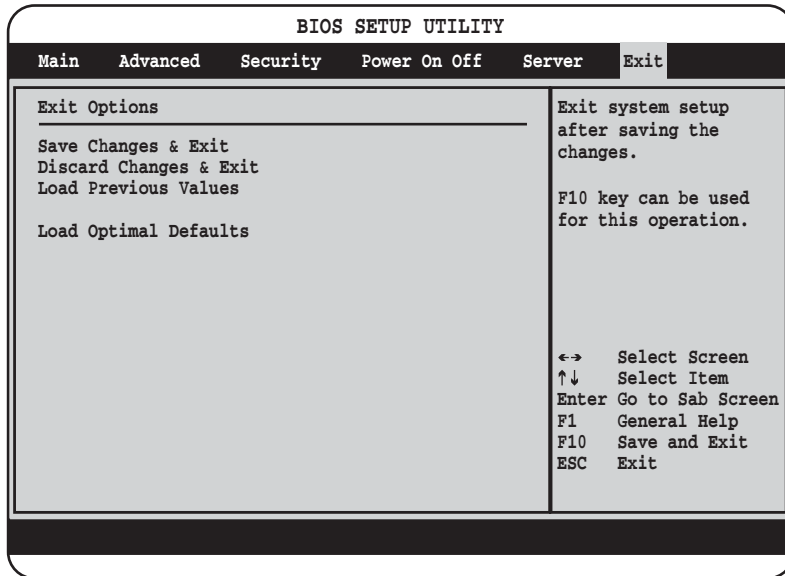 BIOS SETUP UTILITY
Main Advanced Security Power On Off Server Exit
Exit Options
Save Changes & Exit
Discard Changes & Exit
Load Previous Values
Load Optimal Defaults
Exit system setup
after saving the
changes.
F10 key can be used
for this operation.
←→ Select Screen
↑↓ Select Item
Enter Go to Sab Screen
F1 General Help
F10 Save and Exit
ESC Exit